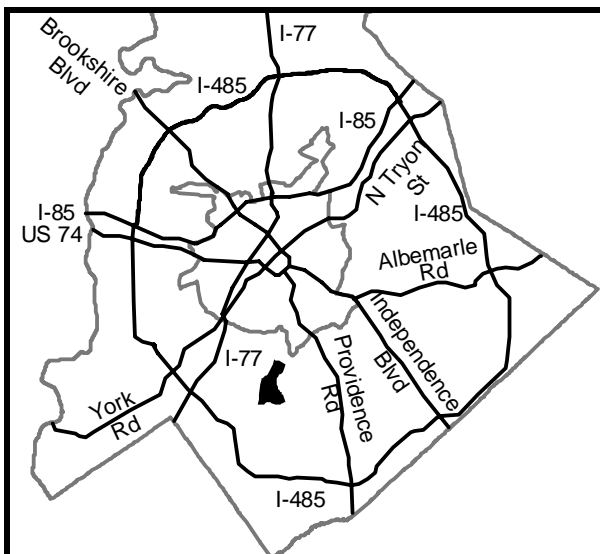 I-77
Brookshire
Blvd
I-485
I-85
N Tryon
St
I-85
US 74
I-485
Albemarle
Rd
Independence
Blvd
I-77
Providence
Rd
York
Rd
I-485